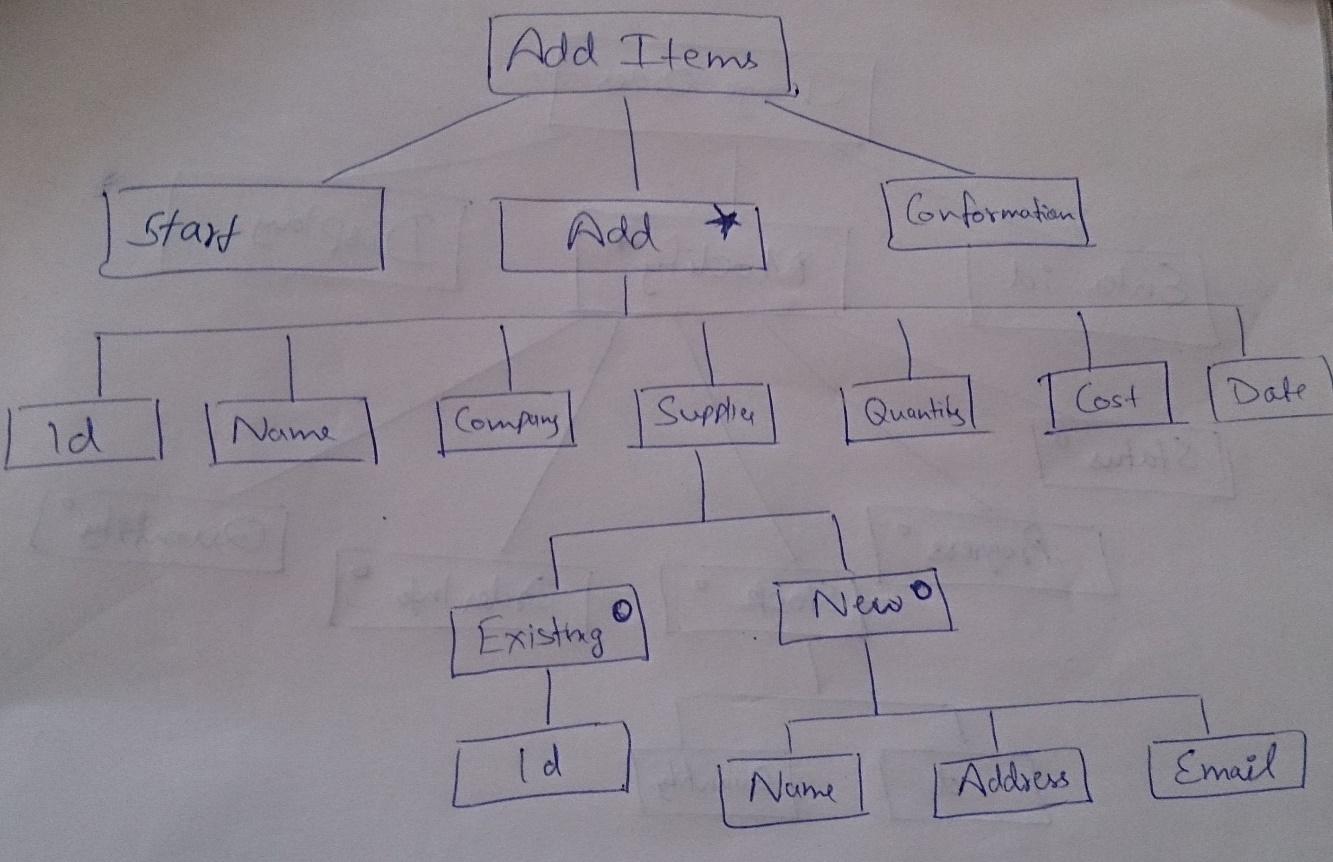 Add Items
Start
Add *
Conformation
Id
Name
Company
Supplier
Quantity
Cost
Date
Existing o
New o
Id
Name
Address
Email